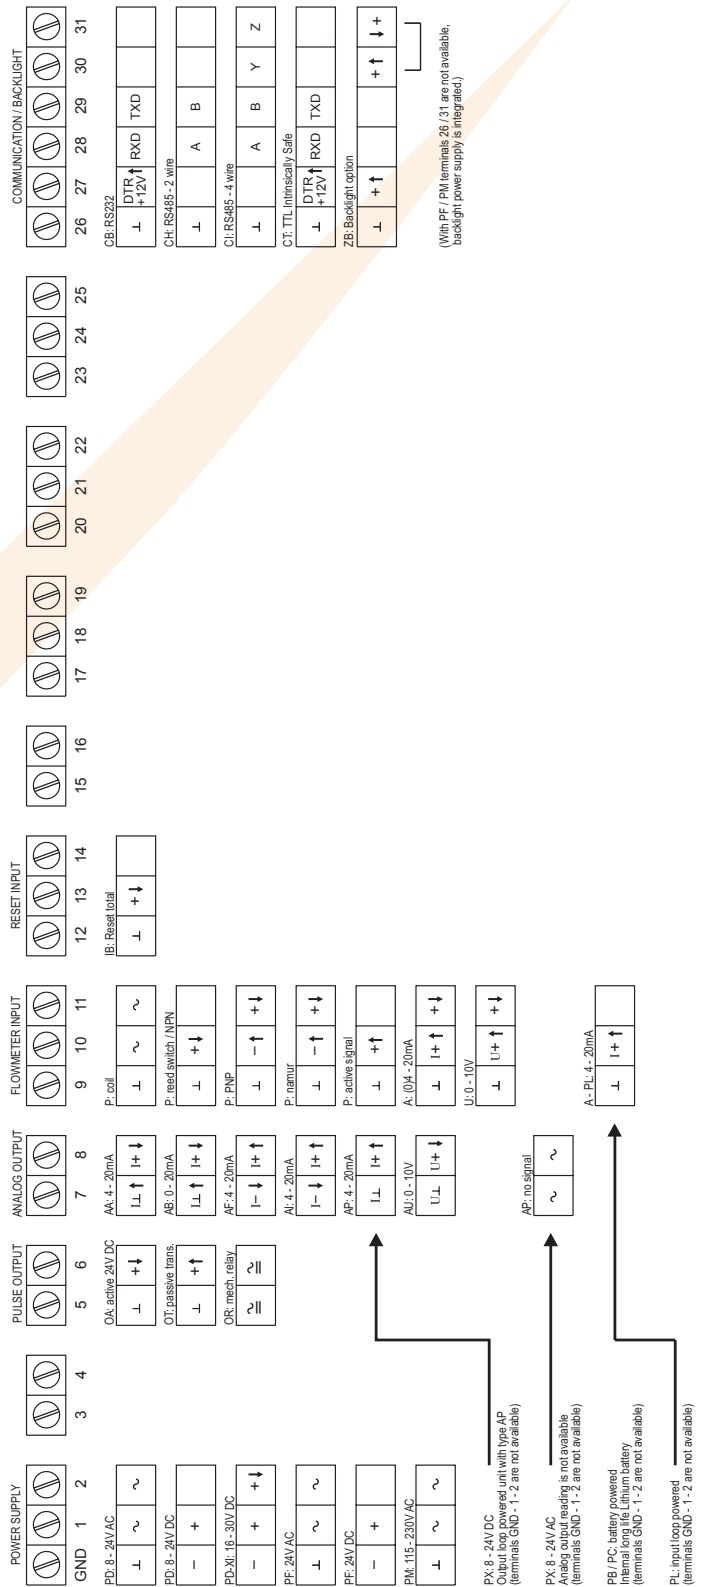 POWER SUPPLY
GND 1 2
PD: 8 - 24V AC
⊥ ~ ~
PD: 8 - 24V DC
– +
PD-XI: 16 - 30V DC
– + +↓
PF: 24V AC
⊥ ~ ~
PF: 24V DC
– +
PM: 115 - 230V AC
⊥ ~ ~
PX: 8 - 24V DC
Output loop powered unit with type AP
(terminals GND - 1 - 2 are not available)
PX: 8 - 24V AC
Analog output reading is not available
(terminals GND - 1 - 2 are not available)
PB / PC: battery powered
Internal long life Lithium battery
(terminals GND - 1 - 2 are not available)
PL: input loop powered
(terminals GND - 1 - 2 are not available)
3 4
PULSE OUTPUT
5 6
OA: active 24V DC
⊥ +↓
OT: passive trans.
⊥ +↑
OR: mech. relay
≂ ≂
ANALOG OUTPUT
7 8
AA: 4 - 20mA
I⊥↑ I+↓
AB: 0 - 20mA
I⊥↑ I+↓
AF: 4 - 20mA
I–↓ I+↑
AI: 4 - 20mA
I–↓ I+↑
AP: 4 - 20mA
I⊥ I+↑
AU: 0 - 10V
U⊥ U+↓
AP: no signal
~ ~
FLOWMETER INPUT
9 10 11
P: coil
⊥ ~ ~
P: reed switch / NPN
⊥ +↓
P: PNP
⊥ –↑ +↓
P: namur
⊥ –↑ +↓
P: active signal
⊥ +↑
A: (0)4 - 20mA
⊥ I+↑ +↓
U: 0 - 10V
⊥ U+↑ +↓
A - PL: 4 - 20mA
⊥ I+↑
RESET INPUT
12 13 14
IB: Reset total
⊥ +↓
15 16
17 18 19
20 21 22
23 24 25
COMMUNICATION / BACKLIGHT
26 27 28 29 30 31
CB: RS232
⊥ DTR +12V↑ RXD TXD
CH: RS485 - 2 wire
⊥ A B
CI: RS485 - 4 wire
⊥ A B Y Z
CT: TTL Intrinsically Safe
⊥ DTR +12V↑ RXD TXD
ZB: Backlight option
⊥ +↑ +↑ ↓+
(With PF / PM terminals 26 / 31 are not available,
backlight power supply is integrated.)